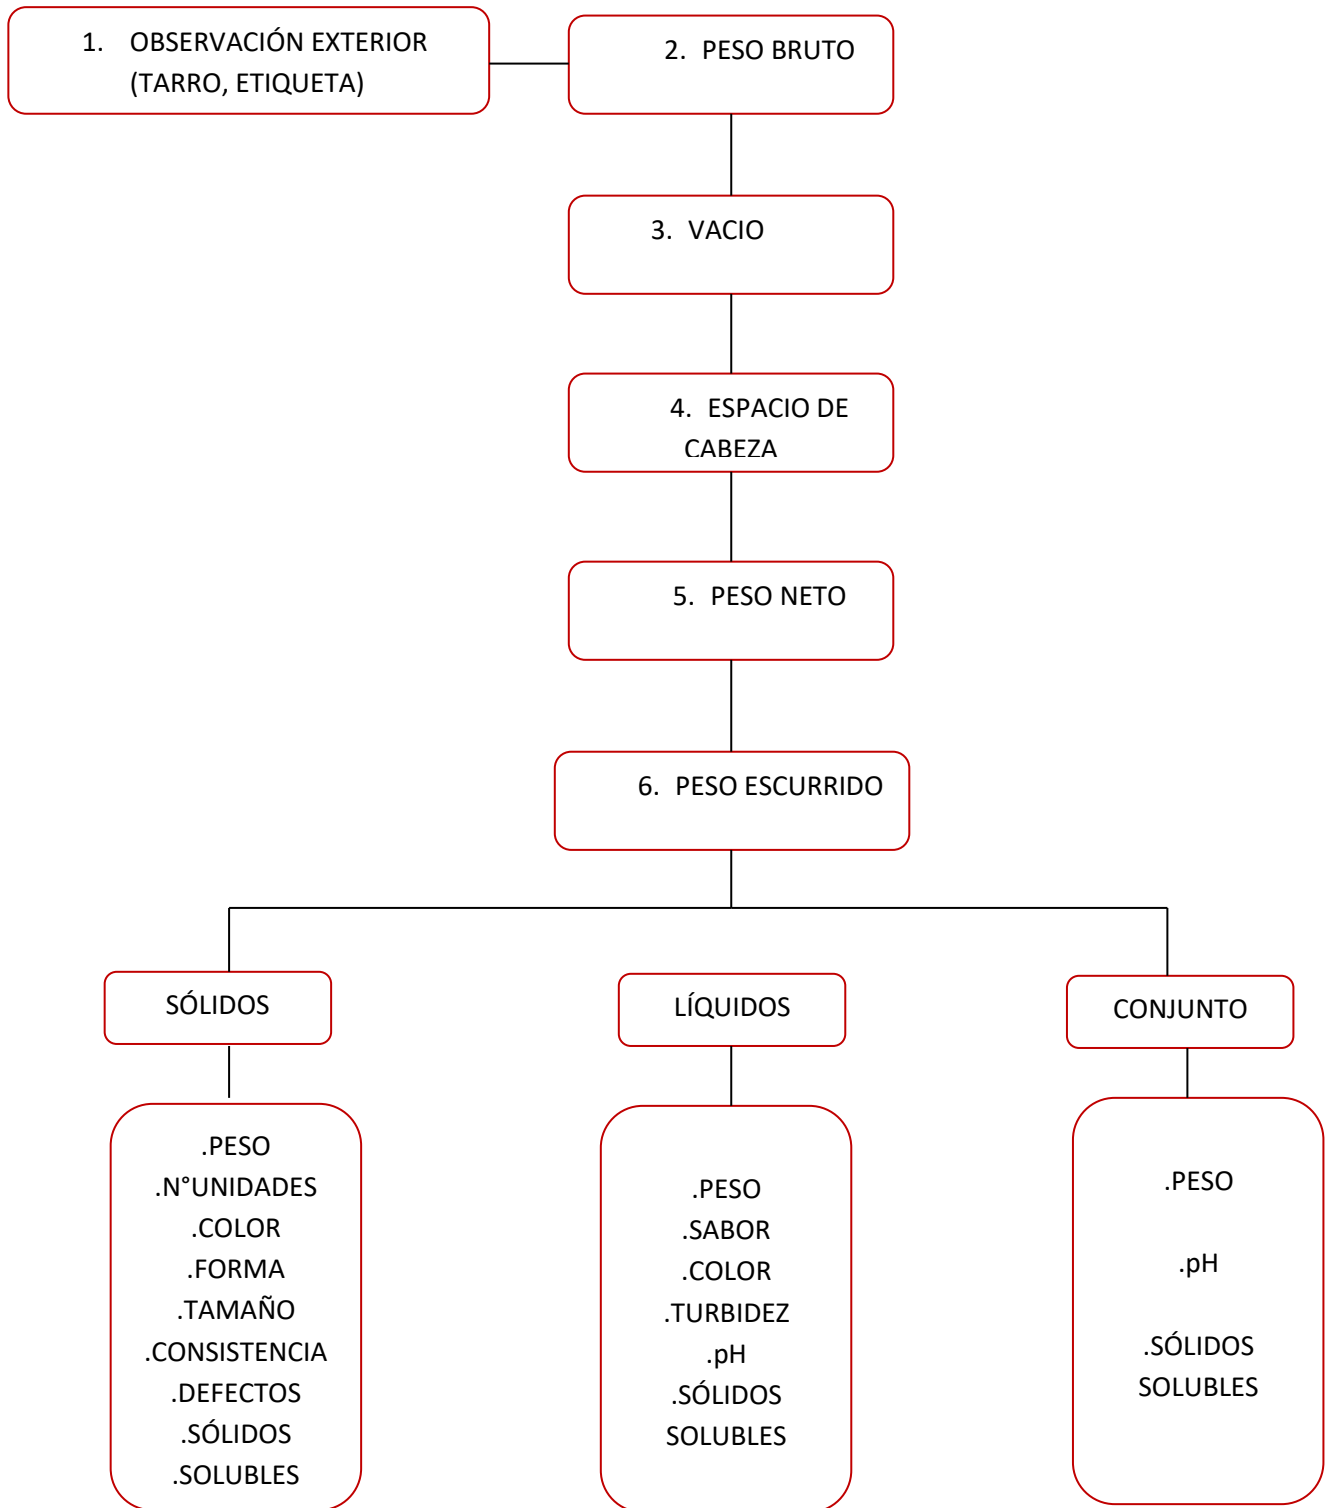 1. OBSERVACIÓN EXTERIOR
(TARRO, ETIQUETA)
2. PESO BRUTO
3. VACIO
4. ESPACIO DE
CABEZA
5. PESO NETO
6. PESO ESCURRIDO
SÓLIDOS
LÍQUIDOS
CONJUNTO
.PESO
.N°UNIDADES
.COLOR
.FORMA
.TAMAÑO
.CONSISTENCIA
.DEFECTOS
.SÓLIDOS
.SOLUBLES
.PESO
.SABOR
.COLOR
.TURBIDEZ
.pH
.SÓLIDOS
SOLUBLES
.PESO
.pH
.SÓLIDOS
SOLUBLES